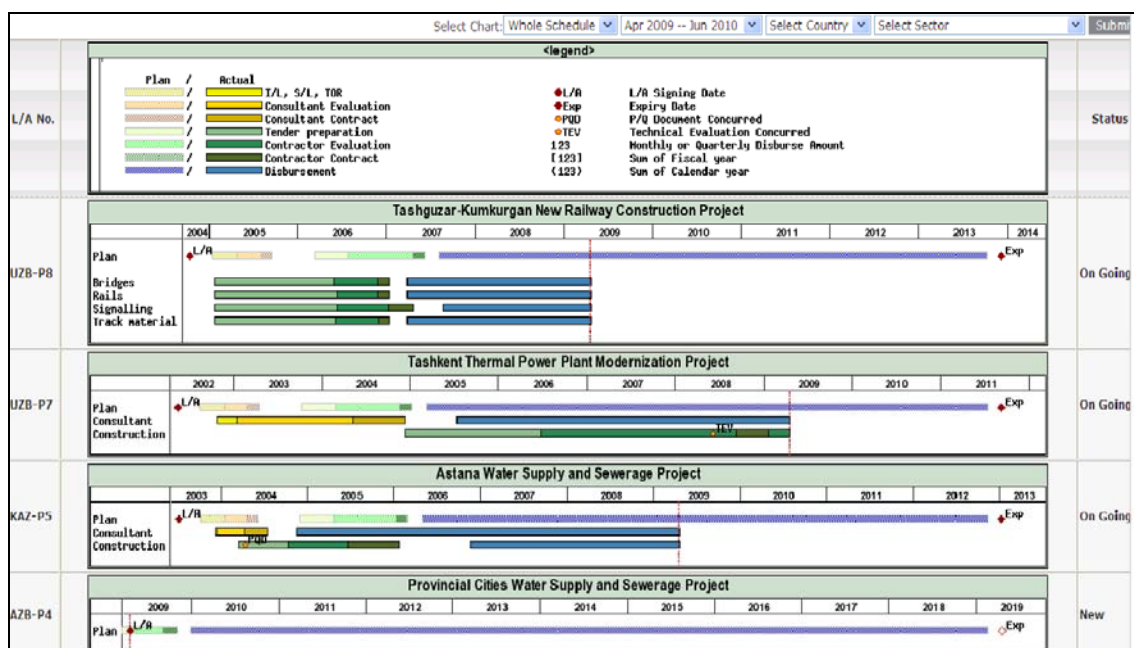 Select Chart: Whole Schedule Apr 2009 -- Jun 2010 Select Country Select Sector Submi
<legend>
Plan / Actual
/ T/L, S/L, TOR
/ Consultant Evaluation
/ Consultant Contract
/ Tender preparation
/ Contractor Evaluation
/ Contractor Contract
/ Disbursement
L/A L/A Signing Date
Exp Expiry Date
PQD P/Q Document Concurred
TEV Technical Evaluation Concurred
123 Monthly or Quarterly Disburse Amount
[123] Sum of Fiscal year
(123) Sum of Calendar year
L/A No.
Status
Tashguzar-Kumkurgan New Railway Construction Project
2004 2005 2006 2007 2008 2009 2010 2011 2012 2013 2014
Plan L/A Exp
UZB-P8
On Going
Bridges
Rails
Signalling
Track material
Tashkent Thermal Power Plant Modernization Project
2002 2003 2004 2005 2006 2007 2008 2009 2010 2011
UZB-P7
On Going
Plan L/A Exp
Consultant
Construction TEV
Astana Water Supply and Sewerage Project
2003 2004 2005 2006 2007 2008 2009 2010 2011 2012 2013
KAZ-P5
On Going
Plan L/A Exp
Consultant
Construction PQD
Provincial Cities Water Supply and Sewerage Project
2009 2010 2011 2012 2013 2014 2015 2016 2017 2018 2019
AZB-P4
New
Plan L/A Exp